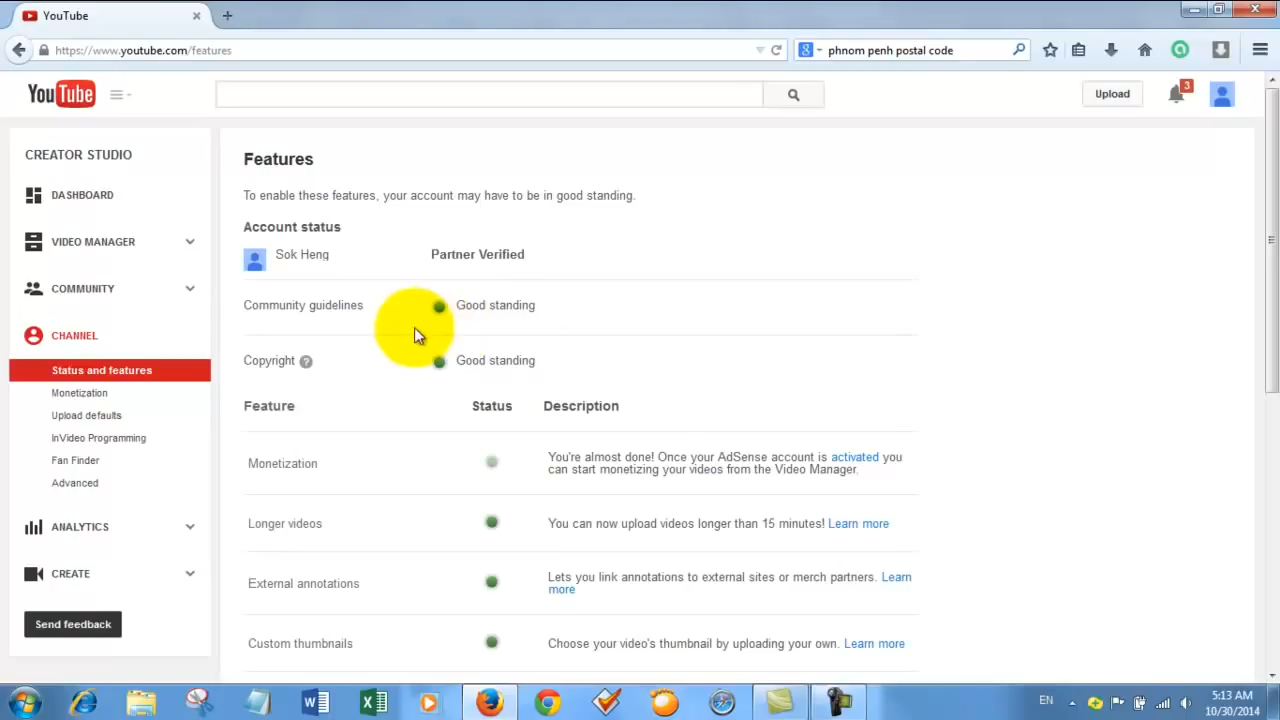 YouTube
https://www.youtube.com/features
phnom penh postal code
YouTube
Upload
3
CREATOR STUDIO
DASHBOARD
VIDEO MANAGER
COMMUNITY
CHANNEL
Status and features
Monetization
Upload defaults
InVideo Programming
Fan Finder
Advanced
ANALYTICS
CREATE
Send feedback
Features
To enable these features, your account may have to be in good standing.
Account status
Sok Heng Partner Verified
Community guidelines Good standing
Copyright ? Good standing
Feature Status Description
Monetization You're almost done! Once your AdSense account is activated you
can start monetizing your videos from the Video Manager.
Longer videos You can now upload videos longer than 15 minutes! Learn more
External annotations Lets you link annotations to external sites or merch partners. Learn
more
Custom thumbnails Choose your video's thumbnail by uploading your own. Learn more
EN
5:13 AM
10/30/2014